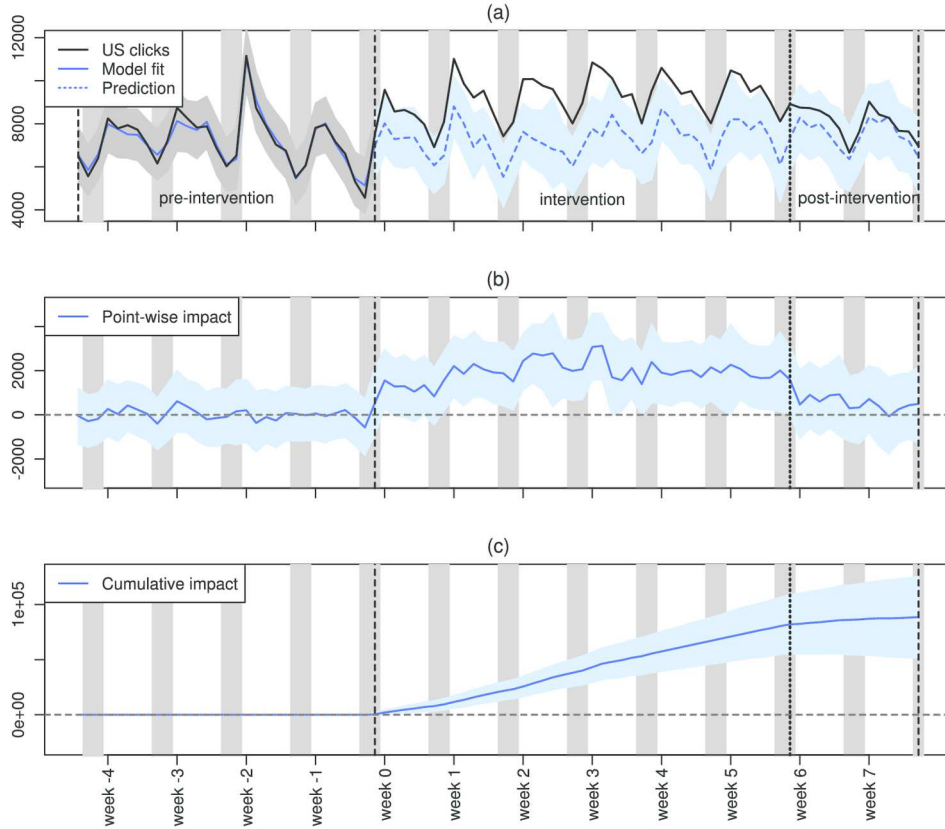 (a)
12000
8000
4000
US clicks
Model fit
Prediction
pre-intervention
intervention
post-intervention
(b)
2000
0
-2000
Point-wise impact
(c)
1e+05
0e+00
Cumulative impact
week -4
week -3
week -2
week -1
week 0
week 1
week 2
week 3
week 4
week 5
week 6
week 7